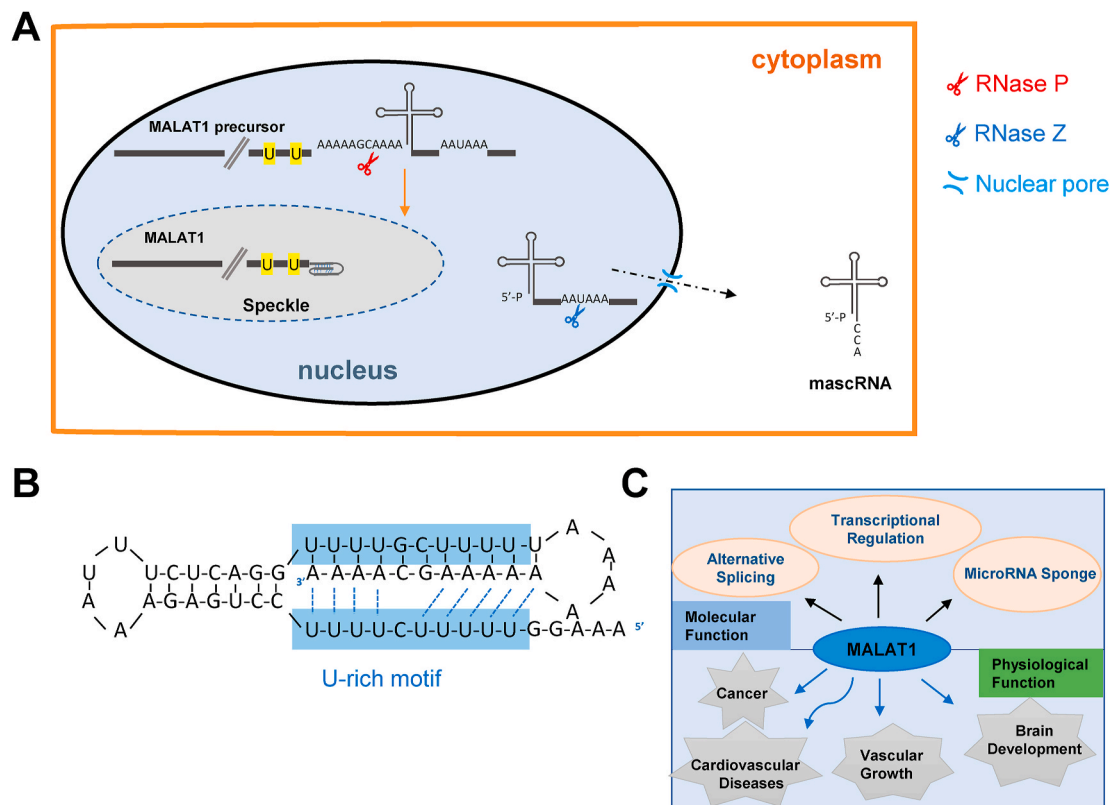 A
cytoplasm
RNase P
RNase Z
Nuclear pore
MALAT1 precursor
U U
AAAAAGCAAAA
AAUAAA
MALAT1
U U
Speckle
5’-P
AAUAAA
nucleus
5’-P
C
C
A
mascRNA
B
U-U-U-U-G-C-U-U-U-U-U
A
A
A
U
U
A
A
U-C-U-C-A-G-G
A-G-A-G-U-C-C
3’
A-A-A-A-C-G-A-A-A-A-A
A
A
U-U-U-U-C-U-U-U-U-U-G-G-A-A-A
5’
U-rich motif
C
Transcriptional
Regulation
Alternative
Splicing
MicroRNA Sponge
Molecular
Function
MALAT1
Physiological
Function
Cancer
Cardiovascular
Diseases
Vascular
Growth
Brain
Development